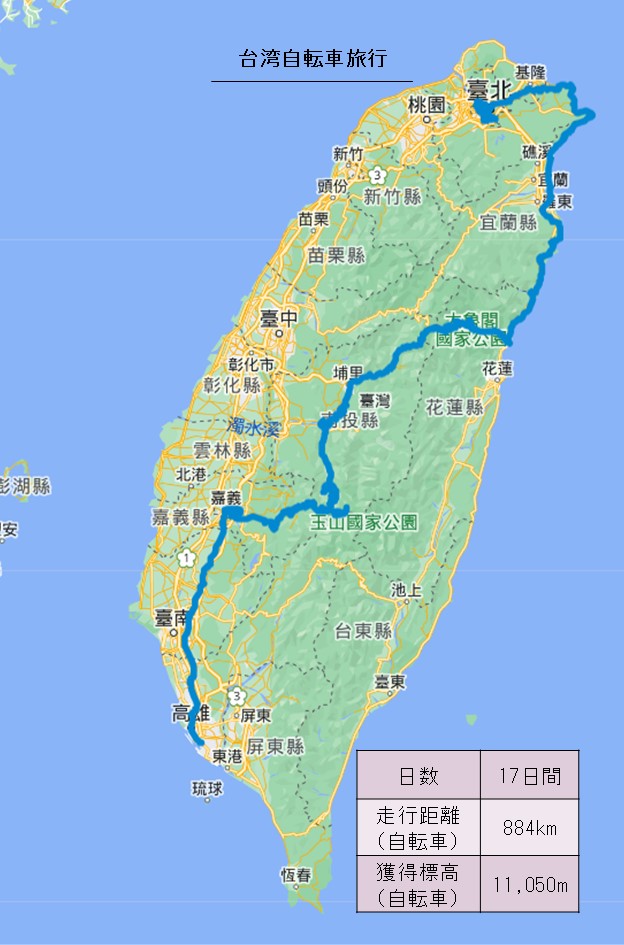 台湾自転車旅行
基隆
臺北
桃園
礁溪
新竹
3
宜蘭
頭份
新竹縣
羅東
苗栗
宜蘭縣
苗栗縣
臺中
太魯閣
國家公園
彰化市
埔里
花蓮
彰化縣
臺灣
花蓮縣
南投縣
濁水溪
雲林縣
北港
澎湖縣
嘉義
嘉義縣
玉山國家公園
安
1
池上
臺南
台東縣
臺東
3
高雄
屏東
屏東縣
東港
琉球
恆春
日数 17日間
走行距離
（自転車） 884km
獲得標高
（自転車） 11,050m